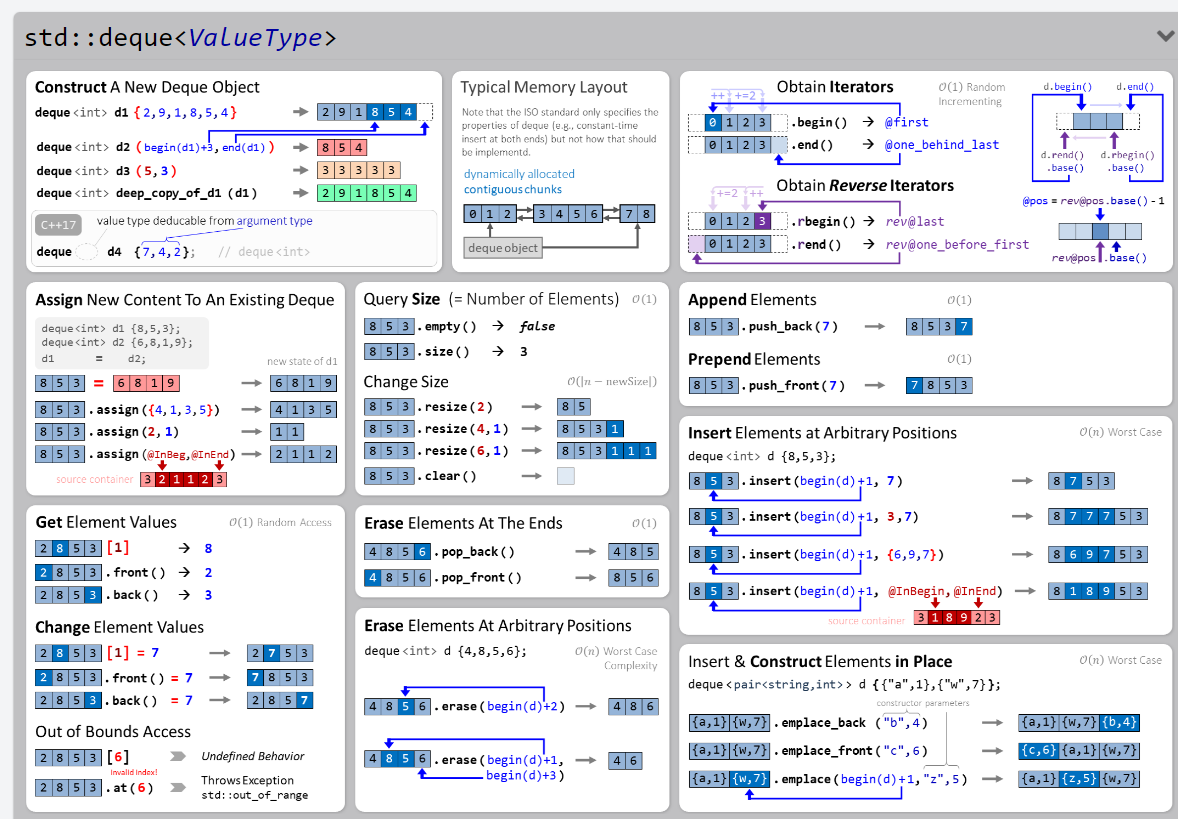 std::deque<ValueType>
Construct A New Deque Object
deque <int> d1 {2,9,1,8,5,4} → 2 9 1 8 5 4
deque <int> d2 (begin(d1)+3,end(d1)) → 8 5 4
deque <int> d3 (5,3) → 3 3 3 3 3
deque <int> deep_copy_of_d1 (d1) → 2 9 1 8 5 4
C++17 value type deducable from argument type
deque d4 {7,4,2}; // deque <int>
Typical Memory Layout
Note that the ISO standard only specifies the
properties of deque (e.g., constant-time
insert at both ends) but not how that should
be implementd.
dynamically allocated
contiguous chunks
0 1 2 3 4 5 6 7 8
deque object
Obtain Iterators O(1) Random
Incrementing
++ +=2
0 1 2 3 .begin() → @first
0 1 2 3 .end() → @one_behind_last
Obtain Reverse Iterators
+=2 ++
0 1 2 3 .rbegin() → rev@last
0 1 2 3 .rend() → rev@one_before_first
d.begin() d.end()
d.rend() d.rbegin()
.base() .base()
@pos = rev@pos.base() - 1
rev@pos .base()
Assign New Content To An Existing Deque
deque<int> d1 {8,5,3};
deque<int> d2 {6,8,1,9};
d1 = d2;
new state of d1
8 5 3 = 6 8 1 9 → 6 8 1 9
8 5 3 .assign({4,1,3,5}) → 4 1 3 5
8 5 3 .assign(2,1) → 1 1
8 5 3 .assign(@InBeg,@InEnd) → 2 1 1 2
source container 3 2 1 1 2 3
Query Size (= Number of Elements) O(1)
8 5 3 .empty() → false
8 5 3 .size() → 3
Change Size O(|n − newSize|)
8 5 3 .resize(2) → 8 5
8 5 3 .resize(4,1) → 8 5 3 1
8 5 3 .resize(6,1) → 8 5 3 1 1 1
8 5 3 .clear() →
Append Elements O(1)
8 5 3 .push_back(7) → 8 5 3 7
Prepend Elements O(1)
8 5 3 .push_front(7) → 7 8 5 3
Insert Elements at Arbitrary Positions O(n) Worst Case
deque <int> d {8,5,3};
8 5 3 .insert(begin(d)+1, 7) → 8 7 5 3
8 5 3 .insert(begin(d)+1, 3,7) → 8 7 7 7 5 3
8 5 3 .insert(begin(d)+1, {6,9,7}) → 8 6 9 7 5 3
8 5 3 .insert(begin(d)+1, @InBegin,@InEnd) → 8 1 8 9 5 3
source container 3 1 8 9 2 3
Get Element Values O(1) Random Access
2 8 5 3 [1] → 8
2 8 5 3 .front() → 2
2 8 5 3 .back() → 3
Change Element Values
2 8 5 3 [1] = 7 → 2 7 5 3
2 8 5 3 .front() = 7 → 7 8 5 3
2 8 5 3 .back() = 7 → 2 8 5 7
Out of Bounds Access
2 8 5 3 [6] Undefined Behavior
Invalid Index!
2 8 5 3 .at(6) Throws Exception
std::out_of_range
Erase Elements At The Ends O(1)
4 8 5 6 .pop_back() → 4 8 5
4 8 5 6 .pop_front() → 8 5 6
Erase Elements At Arbitrary Positions
deque <int> d {4,8,5,6}; O(n) Worst Case
Complexity
4 8 5 6 .erase(begin(d)+2) → 4 8 6
4 8 5 6 .erase(begin(d)+1, → 4 6
begin(d)+3)
Insert & Construct Elements in Place O(n) Worst Case
deque <pair<string,int>> d {{"a",1},{"w",7}};
constructor parameters
{a,1} {w,7} .emplace_back ("b",4) → {a,1} {w,7} {b,4}
{a,1} {w,7} .emplace_front("c",6) → {c,6} {a,1} {w,7}
{a,1} {w,7} .emplace(begin(d)+1,"z",5) → {a,1} {z,5} {w,7}